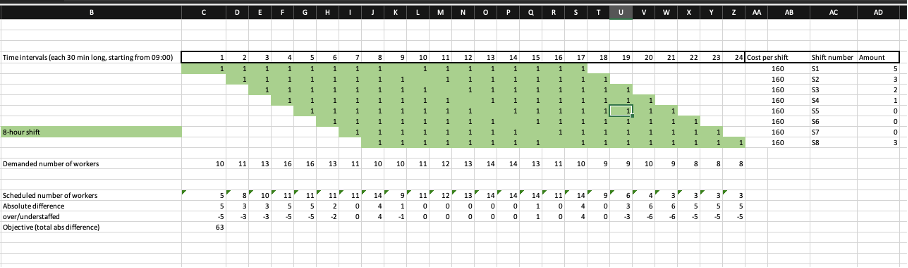 B C D E F G H I J K L M N O P Q R S T U V W X Y Z AA AB AC AD
Time intervals (each 30 min long, starting from 09:00) 1 2 3 4 5 6 7 8 9 10 11 12 13 14 15 16 17 18 19 20 21 22 23 24 Cost per shift Shift number Amount
1 1 1 1 1 1 1 1 1 1 1 1 1 1 1 1 160 S1 5
1 1 1 1 1 1 1 1 1 1 1 1 1 1 1 1 160 S2 3
1 1 1 1 1 1 1 1 1 1 1 1 1 1 1 1 160 S3 2
1 1 1 1 1 1 1 1 1 1 1 1 1 1 1 1 160 S4 1
1 1 1 1 1 1 1 1 1 1 1 1 1 1 1 1 160 S5 0
1 1 1 1 1 1 1 1 1 1 1 1 1 1 1 1 160 S6 0
8-hour shift 1 1 1 1 1 1 1 1 1 1 1 1 1 1 1 1 160 S7 0
1 1 1 1 1 1 1 1 1 1 1 1 1 1 1 1 160 S8 3
Demanded number of workers 10 11 13 16 16 13 11 10 10 11 12 13 14 14 13 11 10 9 9 10 9 8 8 8
Scheduled number of workers 5 8 10 11 11 11 11 14 9 11 12 13 14 14 14 11 14 9 6 4 3 3 3 3
Absolute difference 5 3 3 5 5 2 0 4 1 0 0 0 0 0 1 0 4 0 3 6 6 5 5 5
over/understaffed -5 -3 -3 -5 -5 -2 0 4 -1 0 0 0 0 0 1 0 4 0 -3 -6 -6 -5 -5 -5
Objective (total abs difference) 63